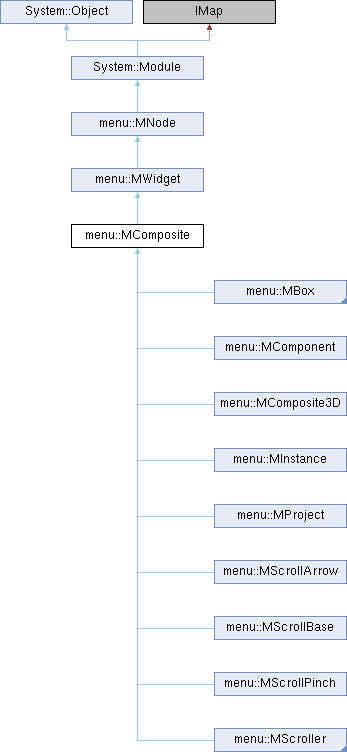 System::Object
IMap
System::Module
menu::MNode
menu::MWidget
menu::MComposite
menu::MBox
menu::MComponent
menu::MComposite3D
menu::MInstance
menu::MProject
menu::MScrollArrow
menu::MScrollBase
menu::MScrollPinch
menu::MScroller